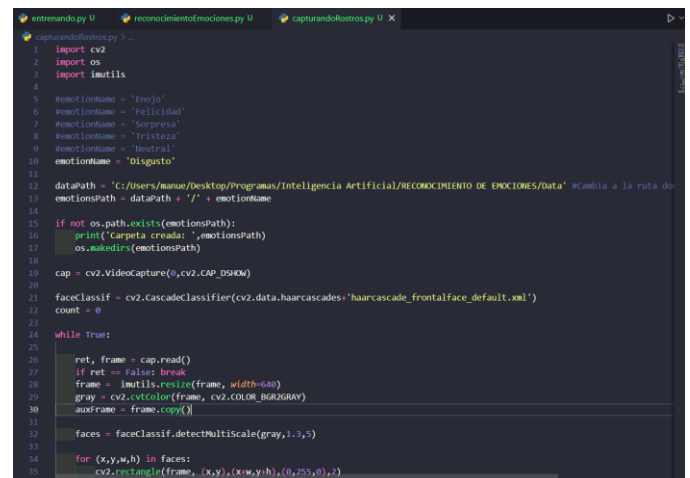 entrenando.py U reconocimientoEmociones.py U capturandoRostros.py U X
capturandoRostros.py > ...
1 import cv2
2 import os
3 import imutils
4
5 #emotionName = 'Enojo'
6 #emotionName = 'Felicidad'
7 #emotionName = 'Sorpresa'
8 #emotionName = 'Tristeza'
9 #emotionName = 'Neutral'
10 emotionName = 'Disgusto'
11
12 dataPath = 'C:/Users/manue/Desktop/Programas/Inteligencia Artificial/RECONOCIMIENTO DE EMOCIONES/Data' #Cambia a la ruta do
13 emotionsPath = dataPath + '/' + emotionName
14
15 if not os.path.exists(emotionsPath):
16 print('Carpeta creada: ',emotionsPath)
17 os.makedirs(emotionsPath)
18
19 cap = cv2.VideoCapture(0,cv2.CAP_DSHOW)
20
21 faceClassif = cv2.CascadeClassifier(cv2.data.haarcascades+'haarcascade_frontalface_default.xml')
22 count = 0
23
24 while True:
25
26 ret, frame = cap.read()
27 if ret == False: break
28 frame = imutils.resize(frame, width=640)
29 gray = cv2.cvtColor(frame, cv2.COLOR_BGR2GRAY)
30 auxFrame = frame.copy()
31
32 faces = faceClassif.detectMultiScale(gray,1.3,5)
33
34 for (x,y,w,h) in faces:
35 cv2.rectangle(frame, (x,y),(x+w,y+h),(0,255,0),2)